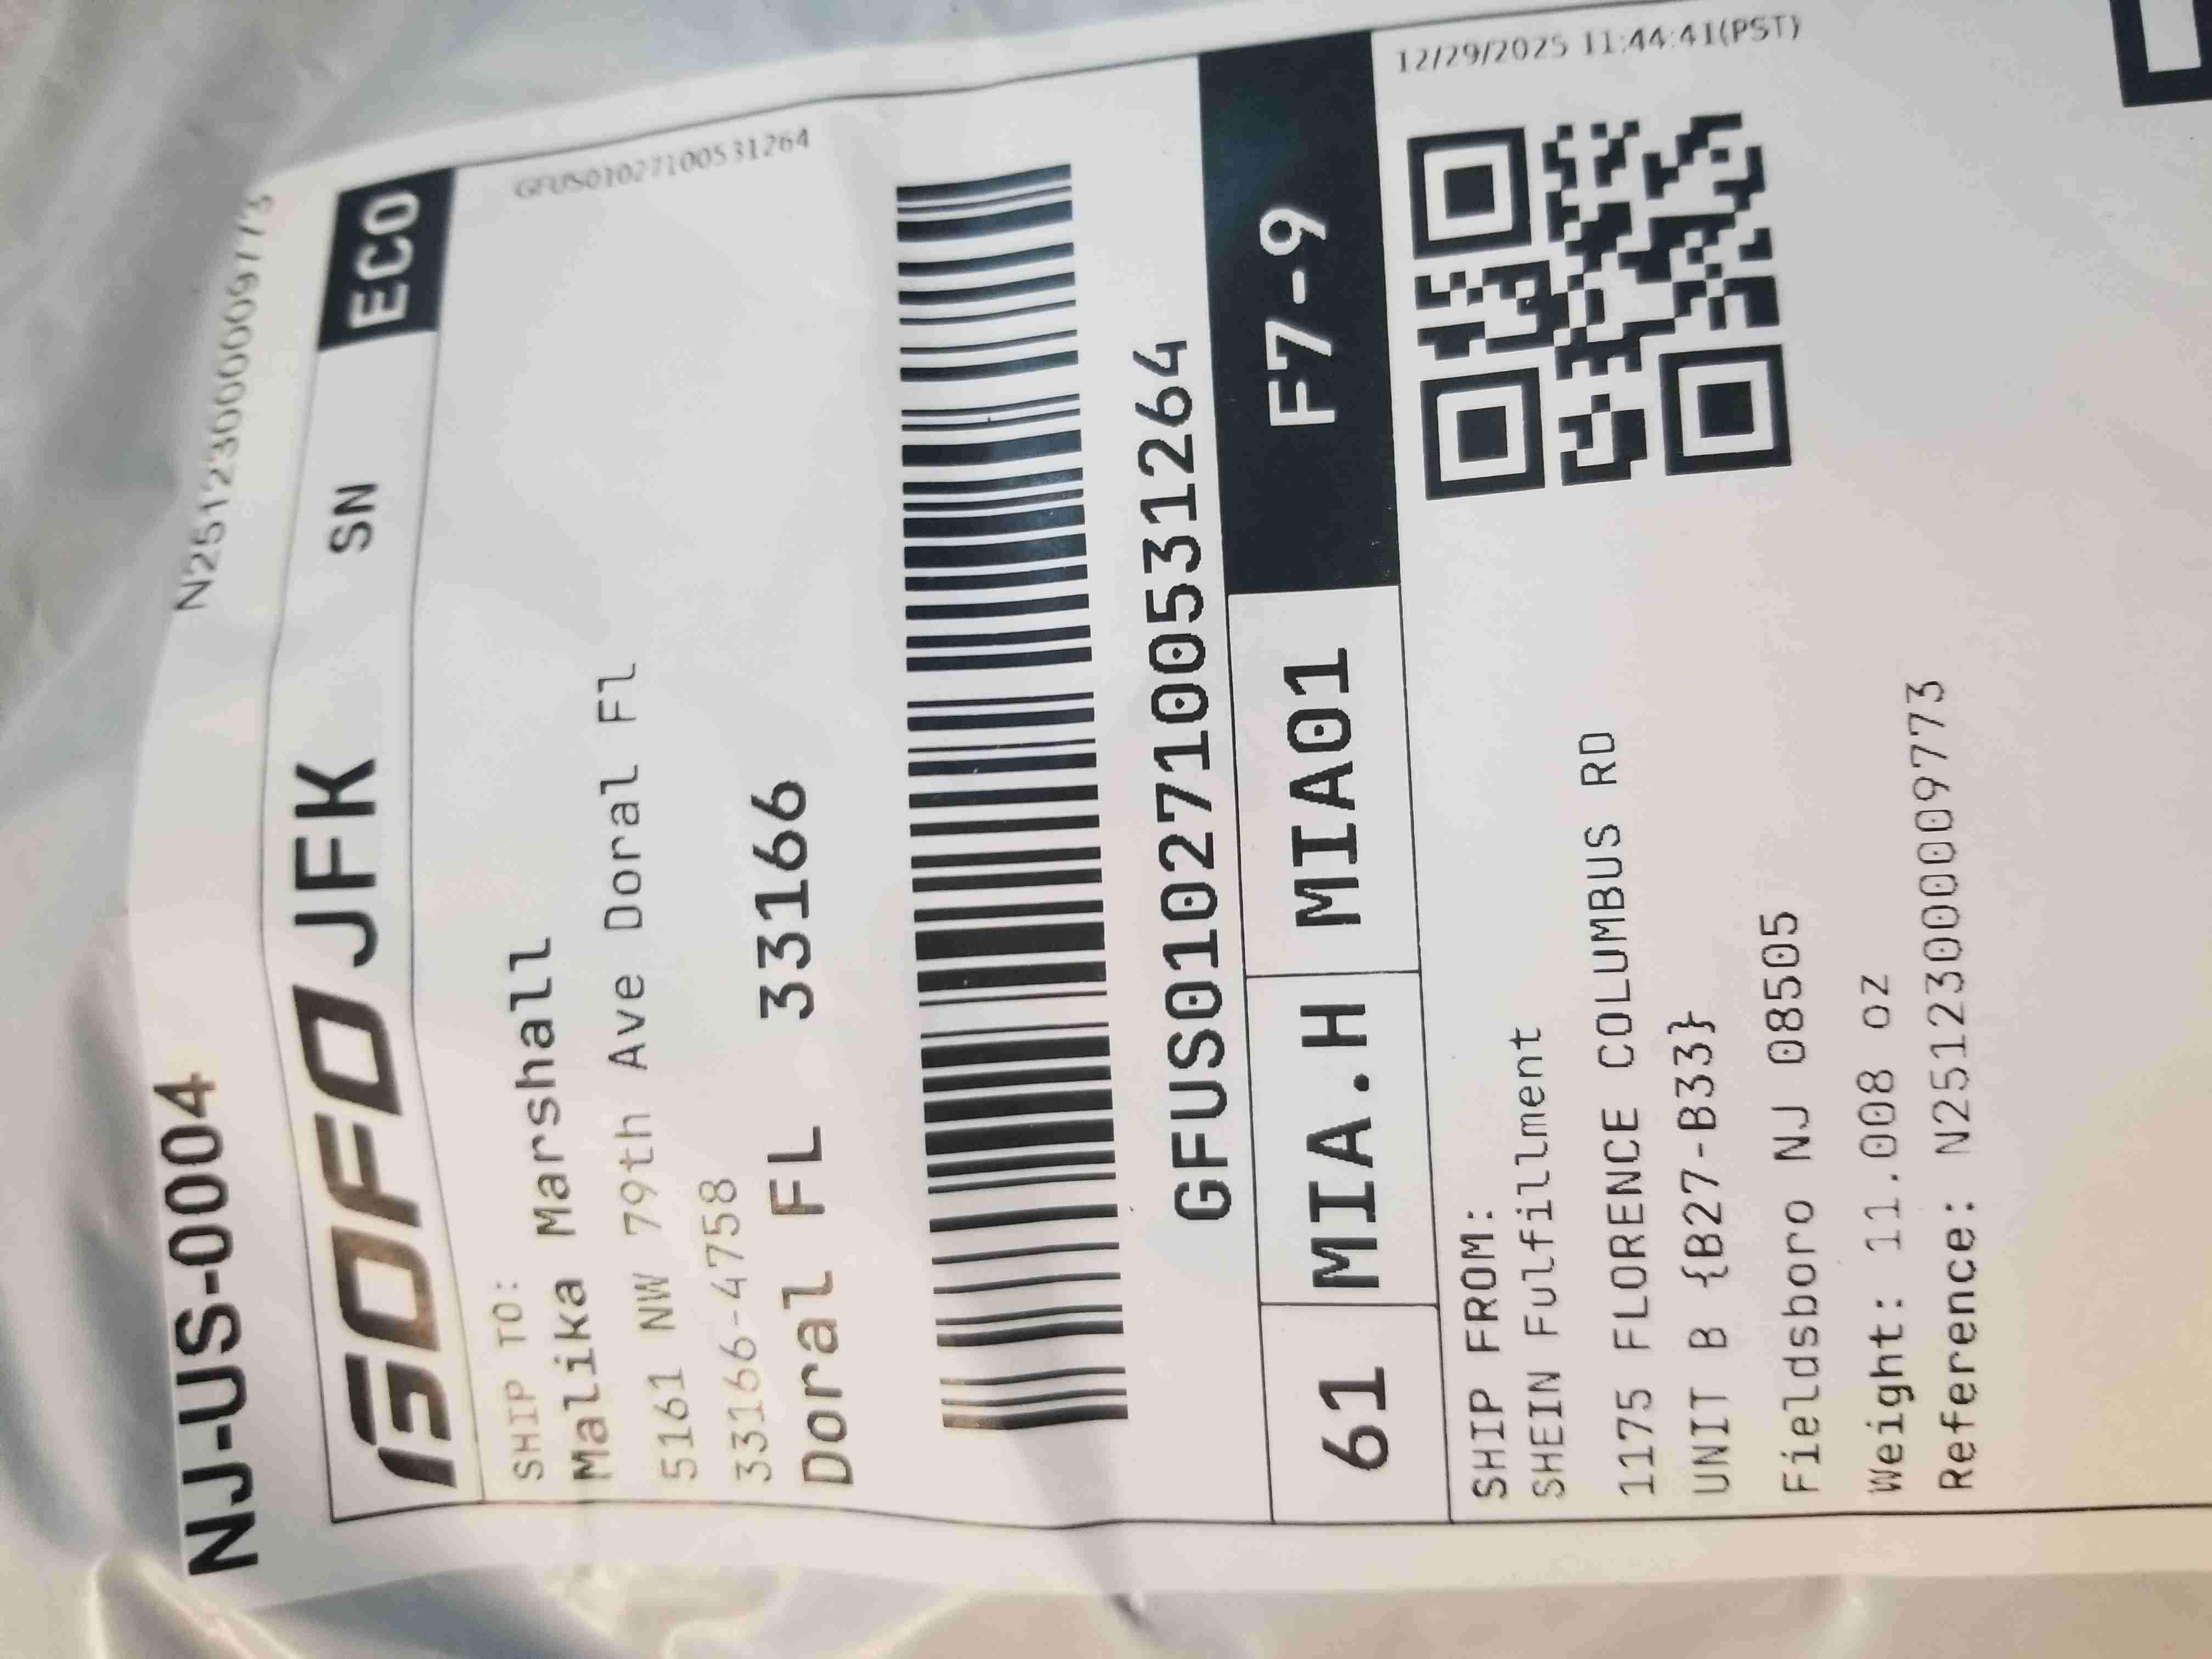 NJ-US-0004
N25123000009773
GOFO JFK SN ECO
SHIP TO:
GFUS01027100531264
Malika Marshall
5161 NW 79th Ave Doral Fl
33166-4758
Doral FL 33166
GFUS01027100531264
61 MIA.H MIA01 F7-9
12/29/2025 11:44:41(PST)
SHIP FROM:
SHEIN Fulfillment
1175 FLORENCE COLUMBUS RD
UNIT B {B27-B33}
Fieldsboro NJ 08505
Weight: 11.008 oz
Reference: N25123000009773